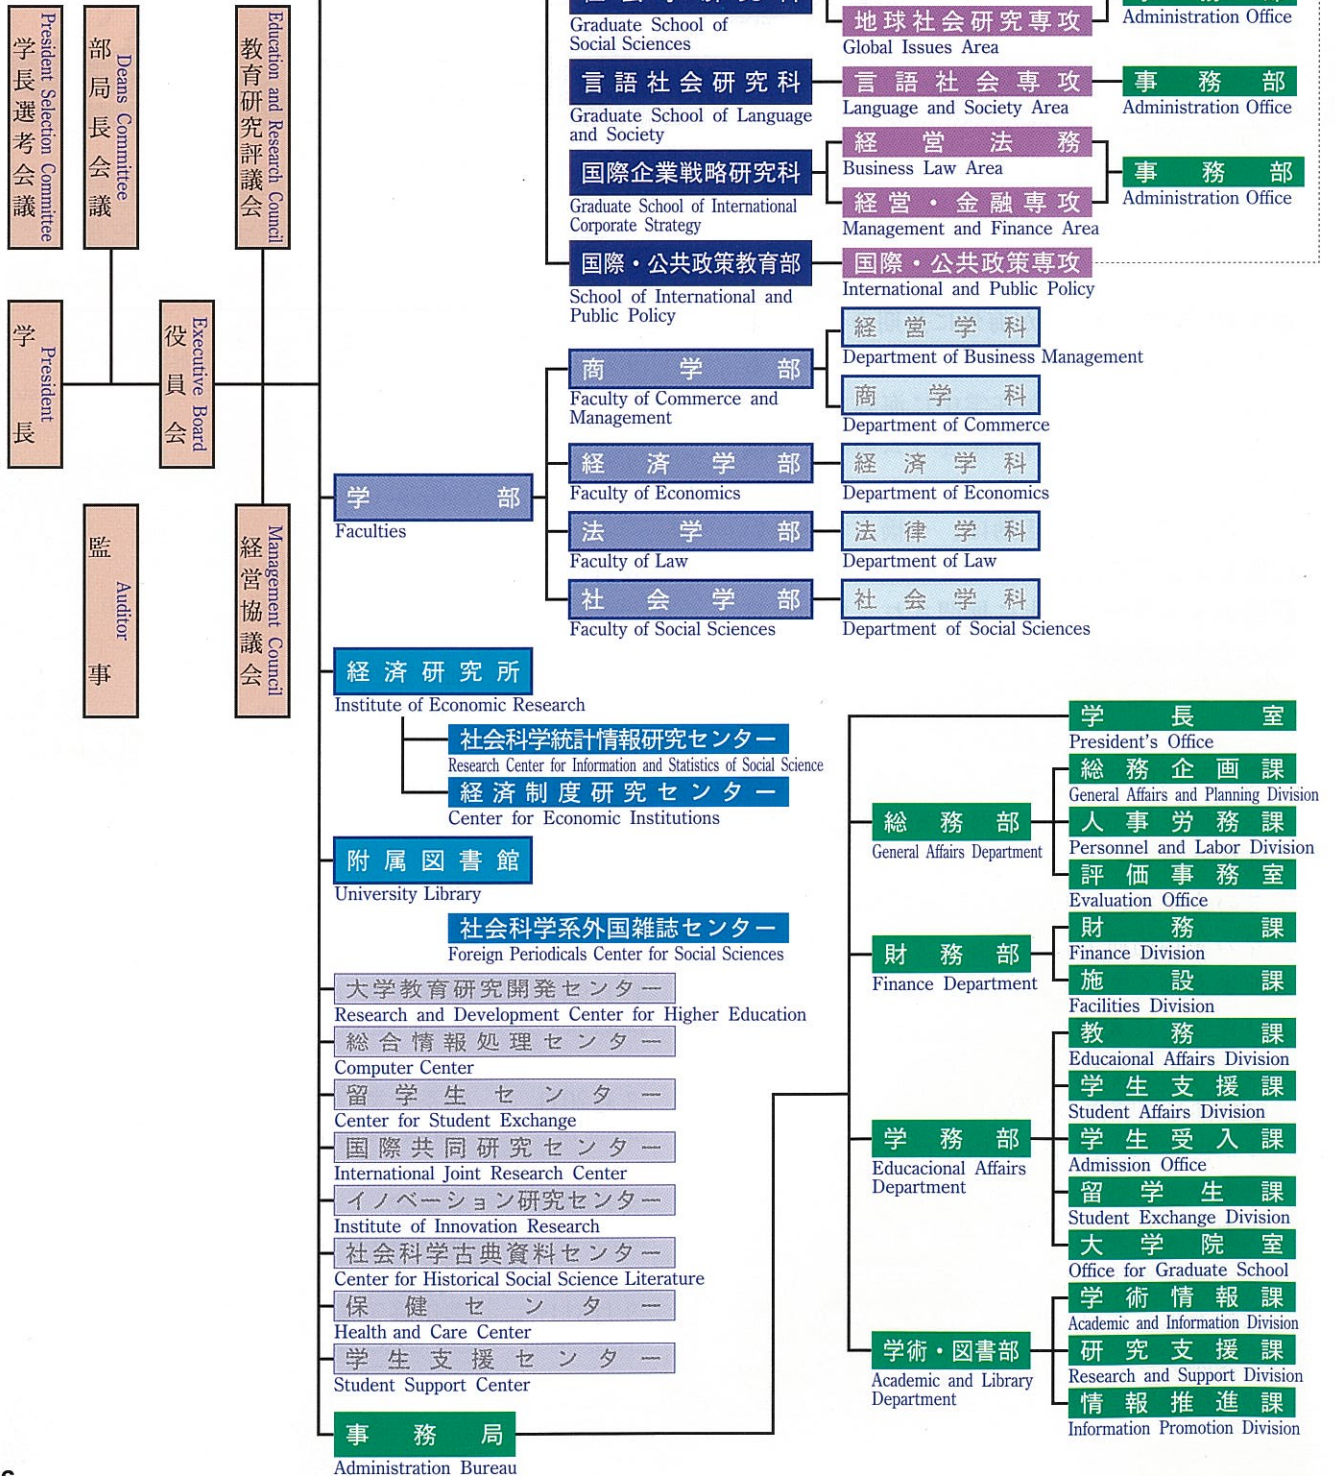 学長選考会議
President Selection Committee
部局長会議
Deans Committee
教育研究評議会
Education and Research Council
学長
President
役員会
Executive Board
監事
Auditor
経営協議会
Management Council
Graduate School of
Social Sciences
地球社会研究専攻
Global Issues Area
Administration Office
言語社会研究科
Graduate School of Language
and Society
言語社会専攻
Language and Society Area
事務部
Administration Office
国際企業戦略研究科
Graduate School of International
Corporate Strategy
経営法務
Business Law Area
経営・金融専攻
Management and Finance Area
事務部
Administration Office
国際・公共政策教育部
School of International and
Public Policy
国際・公共政策専攻
International and Public Policy
学部
Faculties
商学部
Faculty of Commerce and
Management
経営学科
Department of Business Management
商学科
Department of Commerce
経済学部
Faculty of Economics
経済学科
Department of Economics
法学部
Faculty of Law
法律学科
Department of Law
社会学部
Faculty of Social Sciences
社会学科
Department of Social Sciences
経済研究所
Institute of Economic Research
社会科学統計情報研究センター
Research Center for Information and Statistics of Social Science
経済制度研究センター
Center for Economic Institutions
附属図書館
University Library
社会科学系外国雑誌センター
Foreign Periodicals Center for Social Sciences
大学教育研究開発センター
Research and Development Center for Higher Education
総合情報処理センター
Computer Center
留学生センター
Center for Student Exchange
国際共同研究センター
International Joint Research Center
イノベーション研究センター
Institute of Innovation Research
社会科学古典資料センター
Center for Historical Social Science Literature
保健センター
Health and Care Center
学生支援センター
Student Support Center
事務局
Administration Bureau
学長室
President's Office
総務部
General Affairs Department
総務企画課
General Affairs and Planning Division
人事労務課
Personnel and Labor Division
評価事務室
Evaluation Office
財務部
Finance Department
財務課
Finance Division
施設課
Facilities Division
学務部
Educacional Affairs
Department
教務課
Educaional Affairs Division
学生支援課
Student Affairs Division
学生受入課
Admission Office
留学生課
Student Exchange Division
大学院室
Office for Graduate School
学術・図書部
Academic and Library
Department
学術情報課
Academic and Information Division
研究支援課
Research and Support Division
情報推進課
Information Promotion Division